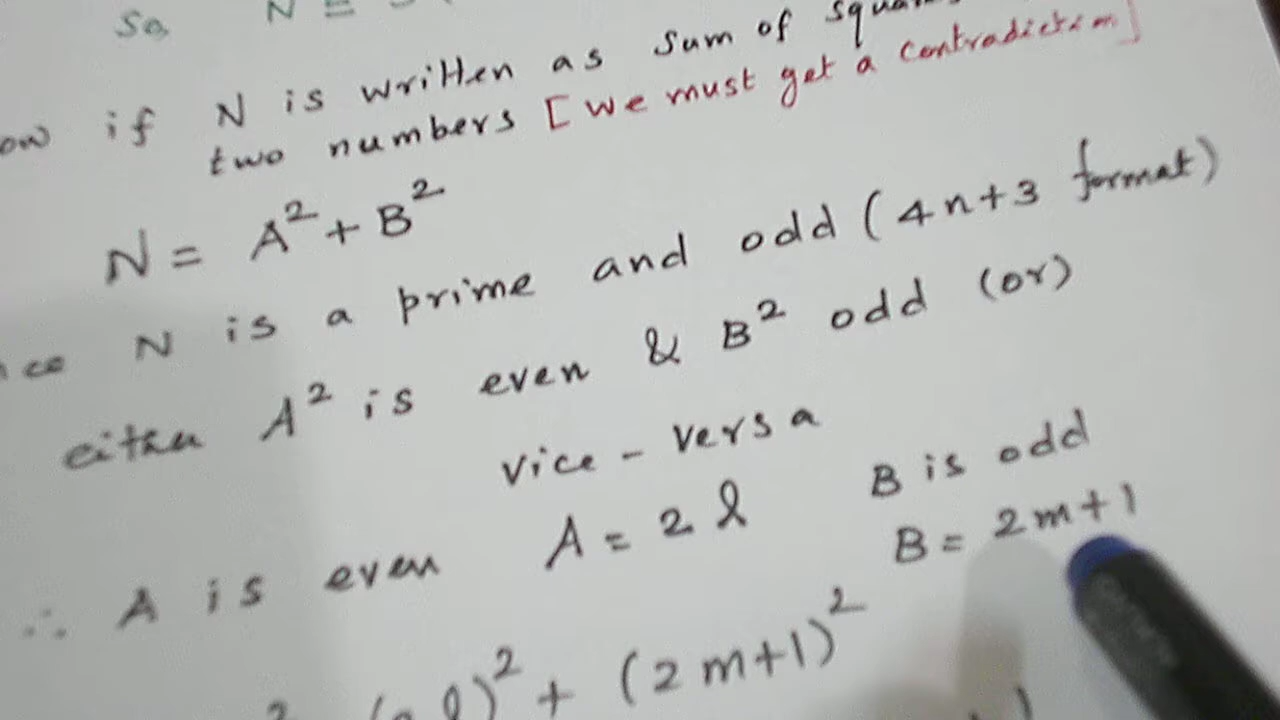 So, N ≡ 3
if N is written as sum of
two numbers [we must get a contradiction]
N = A² + B²
N is a prime and odd (4n+3 format)
either A² is even & B² odd (or)
vice-versa
∴ A is even A = 2l B is odd
B = 2m+1
l)² + (2m+1)²